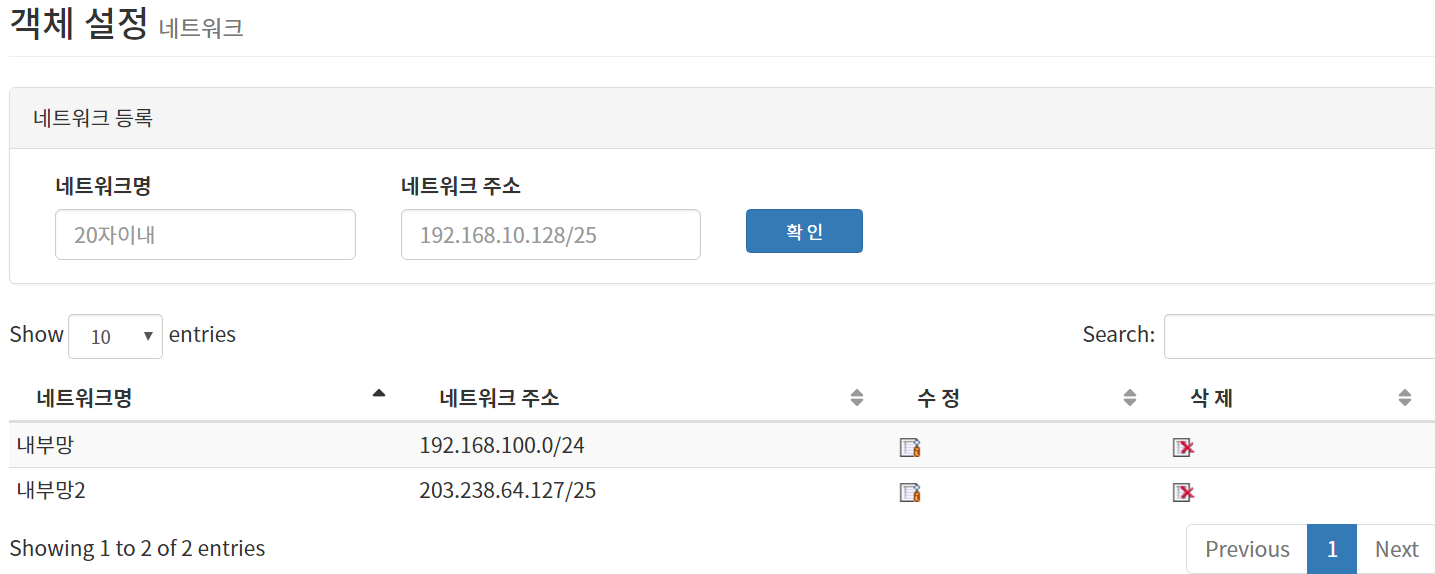 객체 설정 네트워크
네트워크 등록
네트워크명 네트워크 주소
20자이내 192.168.10.128/25 확 인
Show 10 entries Search:
네트워크명 네트워크 주소 수 정 삭 제
내부망 192.168.100.0/24
내부망2 203.238.64.127/25
Showing 1 to 2 of 2 entries Previous 1 Next